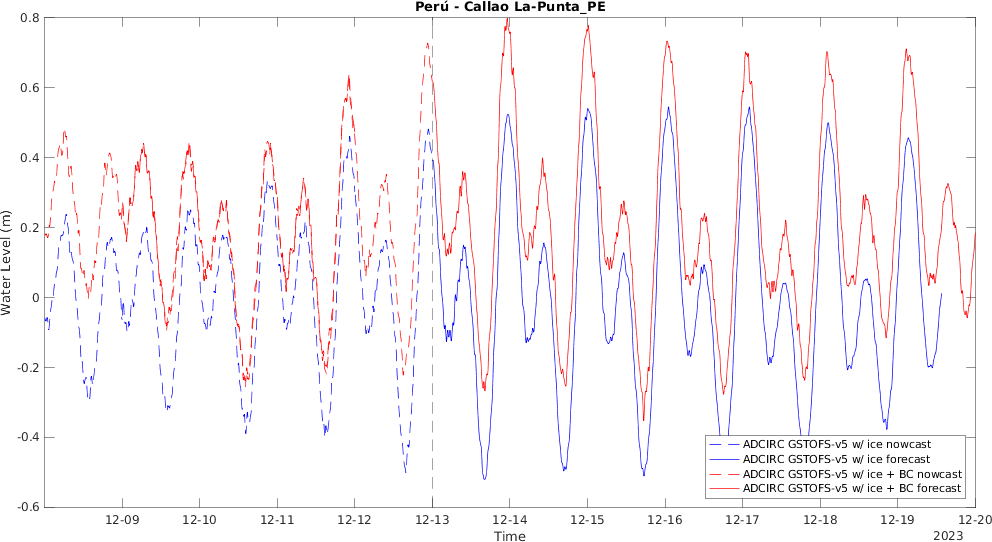 Perú - Callao La-Punta_PE
Water Level (m)
0.8
0.6
0.4
0.2
0
-0.2
-0.4
-0.6
ADCIRC GSTOFS-v5 w/ ice nowcast
ADCIRC GSTOFS-v5 w/ ice forecast
ADCIRC GSTOFS-v5 w/ ice + BC nowcast
ADCIRC GSTOFS-v5 w/ ice + BC forecast
12-09 12-10 12-11 12-12 12-13 12-14 12-15 12-16 12-17 12-18 12-19 12-20
Time
2023